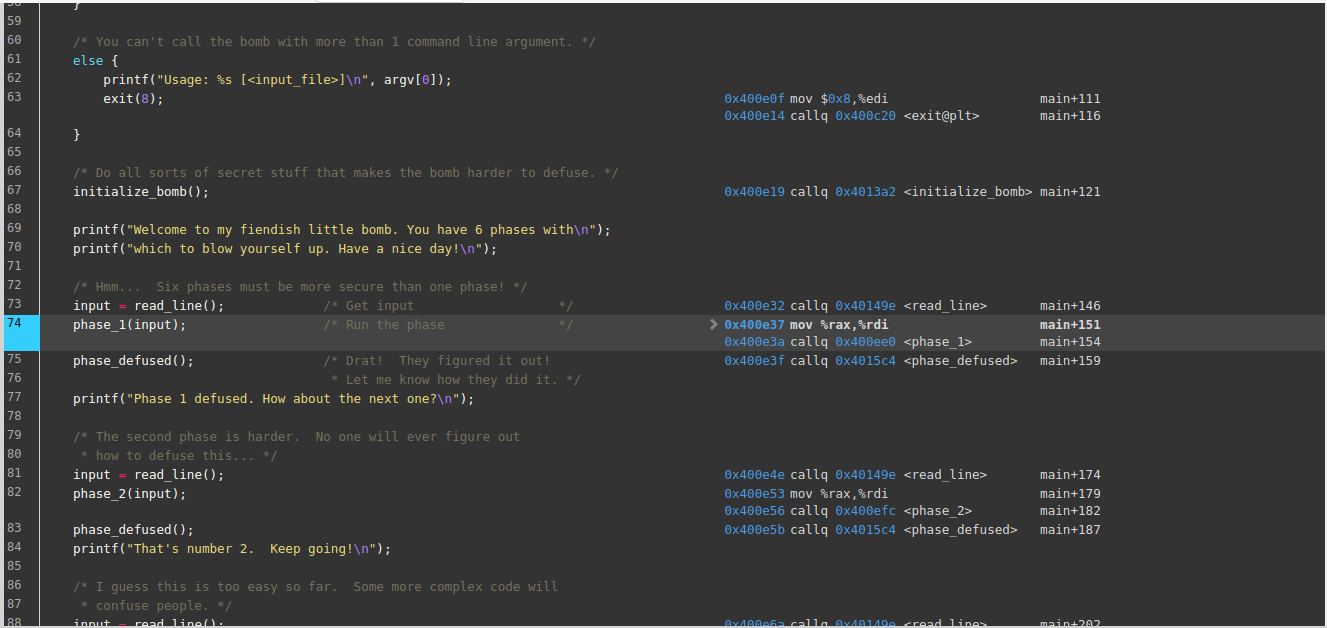 58 }
59
60 /* You can't call the bomb with more than 1 command line argument. */
61 else {
62 printf("Usage: %s [<input_file>]\n", argv[0]);
63 exit(8); 0x400e0f mov $0x8,%edi main+111
0x400e14 callq 0x400c20 <exit@plt> main+116
64 }
65
66 /* Do all sorts of secret stuff that makes the bomb harder to defuse. */
67 initialize_bomb(); 0x400e19 callq 0x4013a2 <initialize_bomb> main+121
68
69 printf("Welcome to my fiendish little bomb. You have 6 phases with\n");
70 printf("which to blow yourself up. Have a nice day!\n");
71
72 /* Hmm... Six phases must be more secure than one phase! */
73 input = read_line(); /* Get input */ 0x400e32 callq 0x40149e <read_line> main+146
74 phase_1(input); /* Run the phase */ > 0x400e37 mov %rax,%rdi main+151
0x400e3a callq 0x400ee0 <phase_1> main+154
75 phase_defused(); /* Drat! They figured it out! 0x400e3f callq 0x4015c4 <phase_defused> main+159
76 * Let me know how they did it. */
77 printf("Phase 1 defused. How about the next one?\n");
78
79 /* The second phase is harder. No one will ever figure out
80 * how to defuse this... */
81 input = read_line(); 0x400e4e callq 0x40149e <read_line> main+174
82 phase_2(input); 0x400e53 mov %rax,%rdi main+179
0x400e56 callq 0x400efc <phase_2> main+182
83 phase_defused(); 0x400e5b callq 0x4015c4 <phase_defused> main+187
84 printf("That's number 2. Keep going!\n");
85
86 /* I guess this is too easy so far. Some more complex code will
87 * confuse people. */
88 input = read_line(); 0x400e6a callq 0x40149e <read_line> main+202